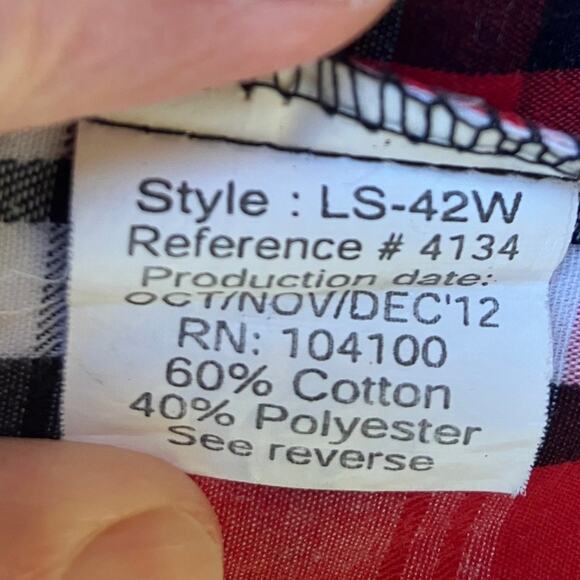 Style : LS-42W
Reference # 4134
Production date:
OCT/NOV/DEC'12
RN: 104100
60% Cotton
40% Polyester
See reverse